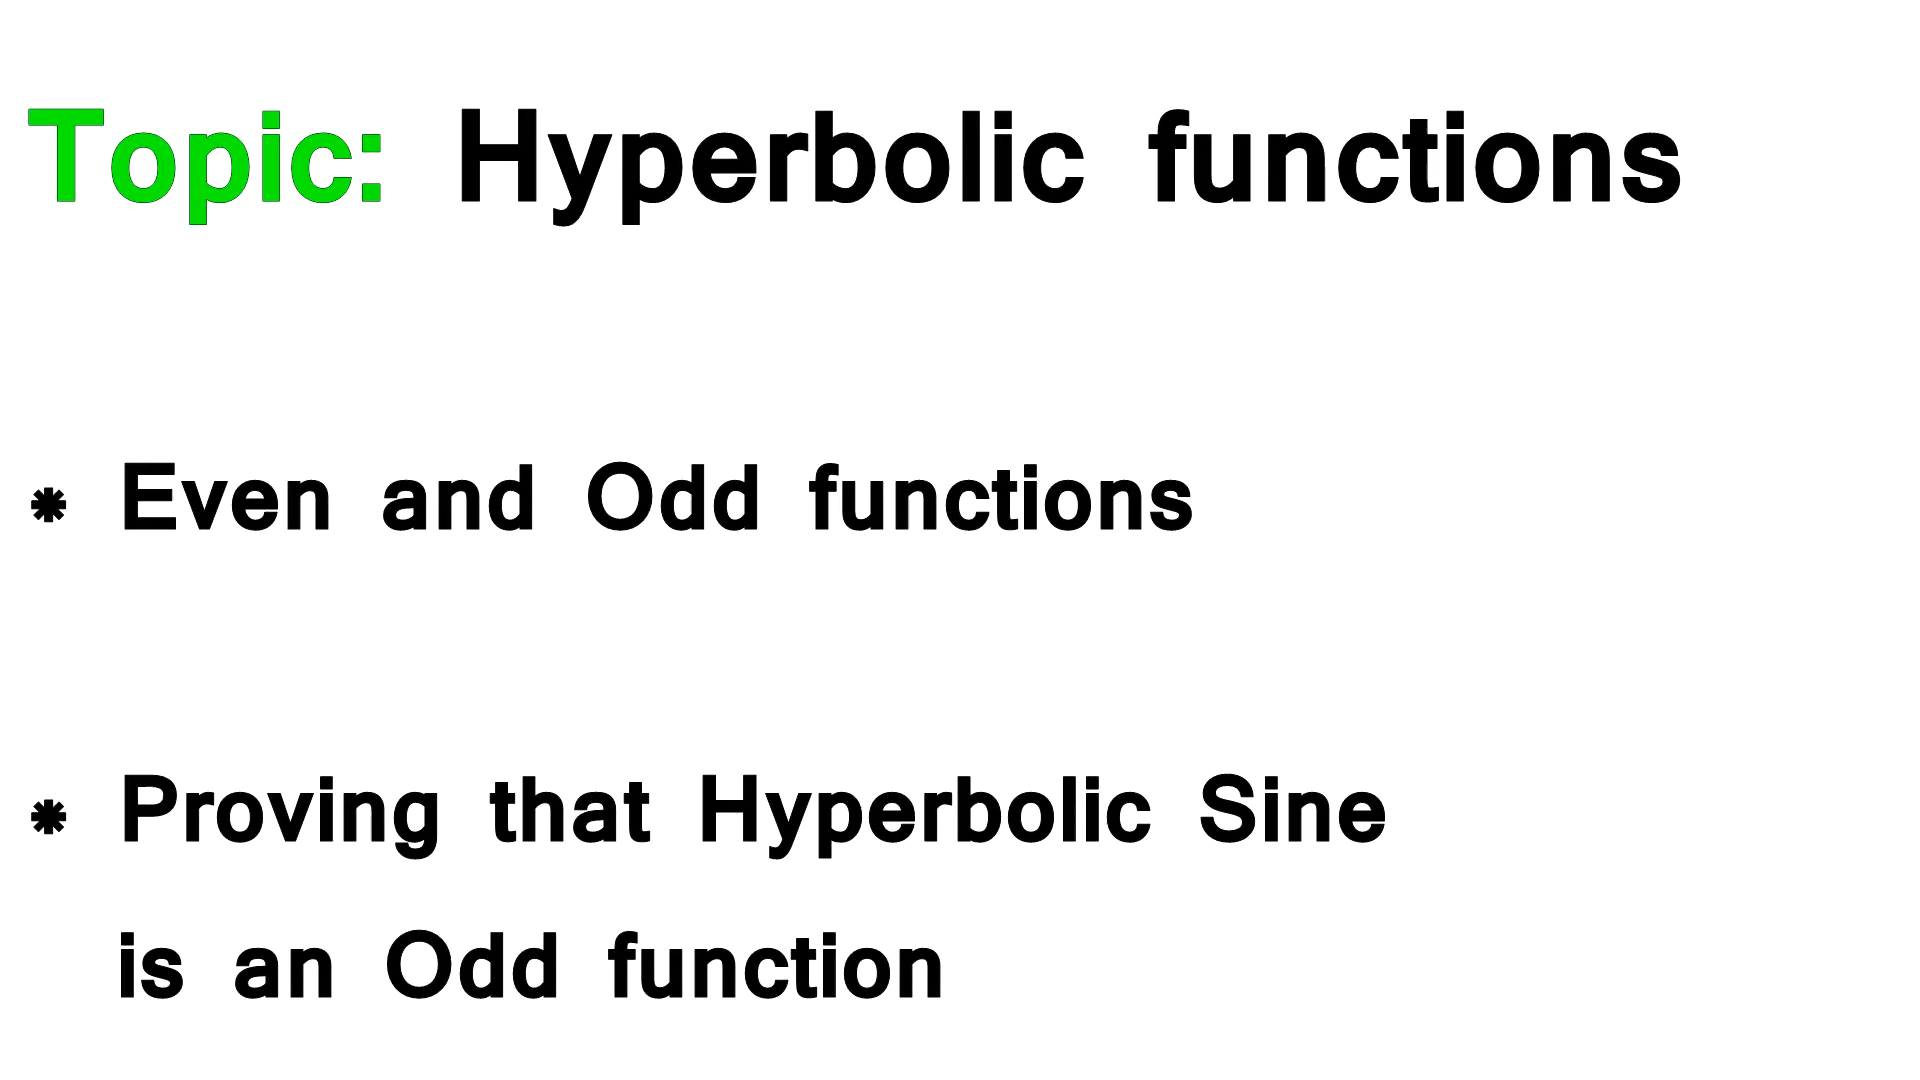 Topic: Hyperbolic functions
* Even and Odd functions
* Proving that Hyperbolic Sine
is an Odd function